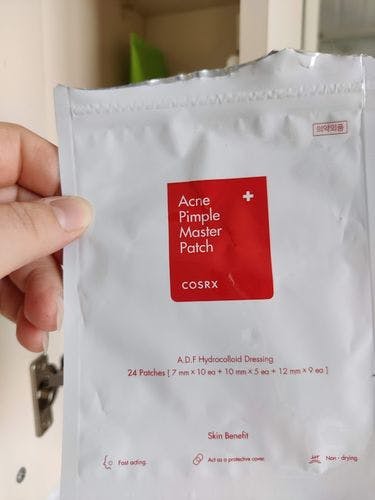 의약외품
Acne
Pimple
Master
Patch
COSRX
A.D.F Hydrocolloid Dressing
24 Patches [ 7 mm × 10 ea + 10 mm × 5 ea + 12 mm × 9 ea ]
Skin Benefit
Fast acting.
Act as a protective cover.
Non - drying.